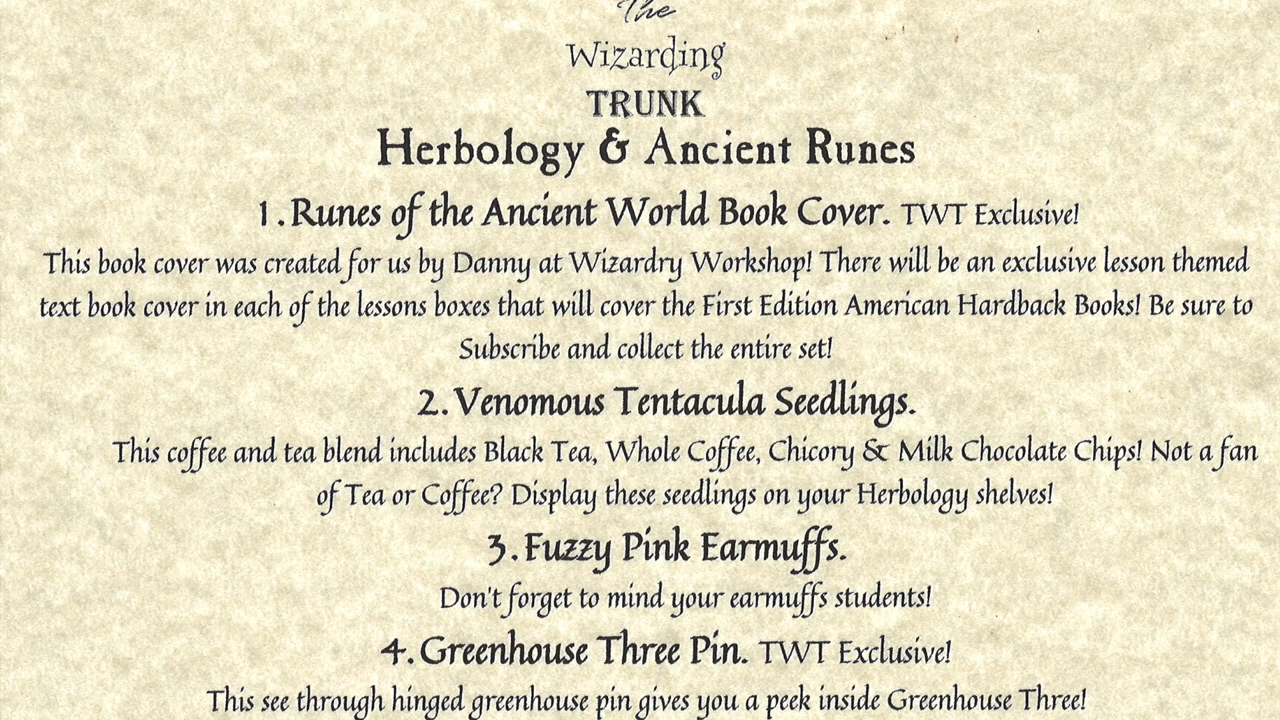 The
Wizarding
TRUNK
Herbology & Ancient Runes
1. Runes of the Ancient World Book Cover. TWT Exclusive!
This book cover was created for us by Danny at Wizardry Workshop! There will be an exclusive lesson themed
text book cover in each of the lessons boxes that will cover the First Edition American Hardback Books! Be sure to
Subscribe and collect the entire set!
2. Venomous Tentacula Seedlings.
This coffee and tea blend includes Black Tea, Whole Coffee, Chicory & Milk Chocolate Chips! Not a fan
of Tea or Coffee? Display these seedlings on your Herbology shelves!
3. Fuzzy Pink Earmuffs.
Don't forget to mind your earmuffs students!
4. Greenhouse Three Pin. TWT Exclusive!
This see through hinged greenhouse pin gives you a peek inside Greenhouse Three!